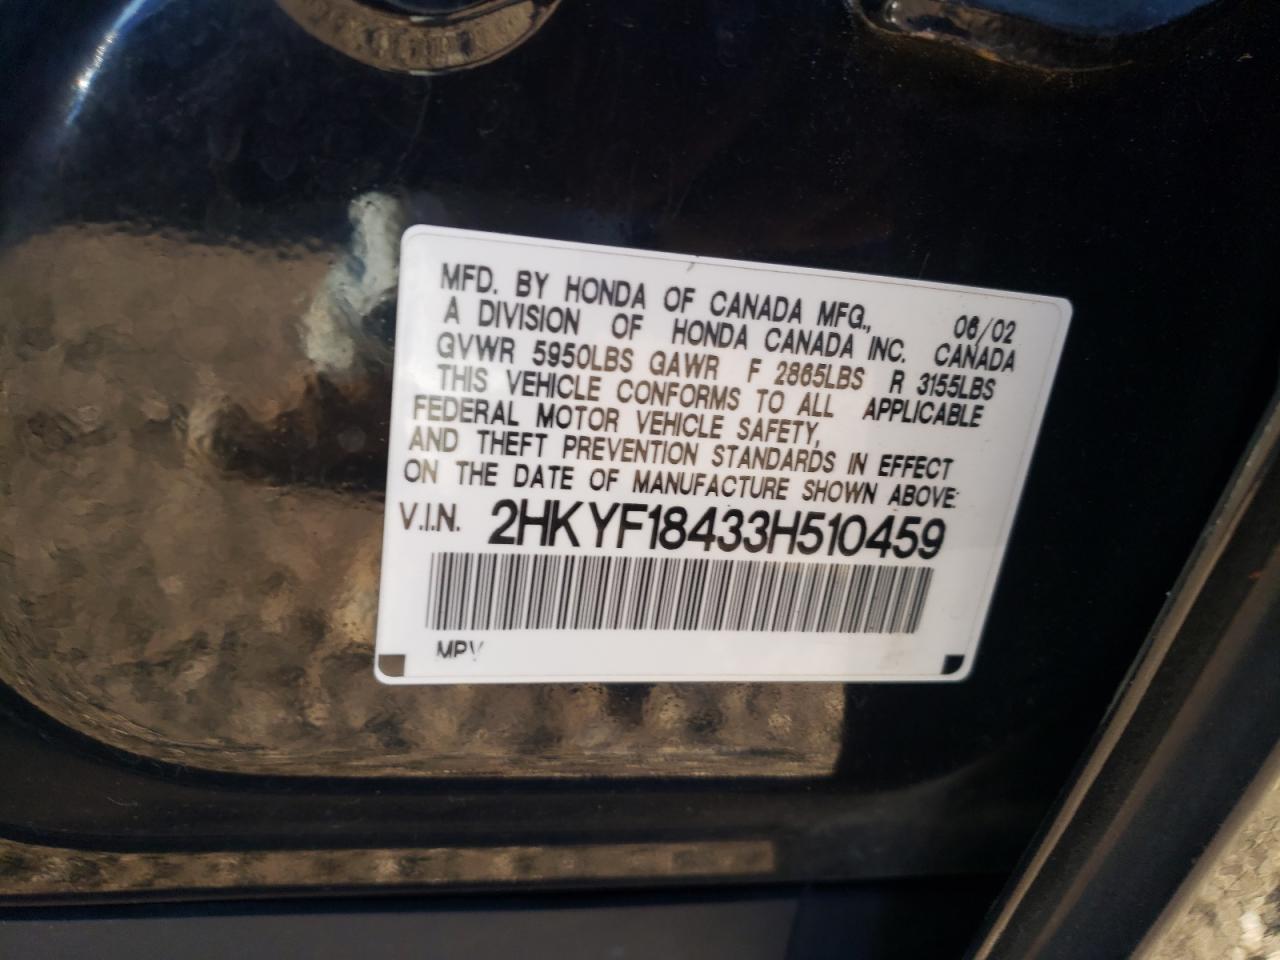 MFD. BY HONDA OF CANADA MFG., 06/02
A DIVISION OF HONDA CANADA INC. CANADA
GVWR 5950LBS GAWR F 2865LBS R 3155LBS
THIS VEHICLE CONFORMS TO ALL APPLICABLE
FEDERAL MOTOR VEHICLE SAFETY,
AND THEFT PREVENTION STANDARDS IN EFFECT
ON THE DATE OF MANUFACTURE SHOWN ABOVE.
V.I.N. 2HKYF18433H510459
MPV